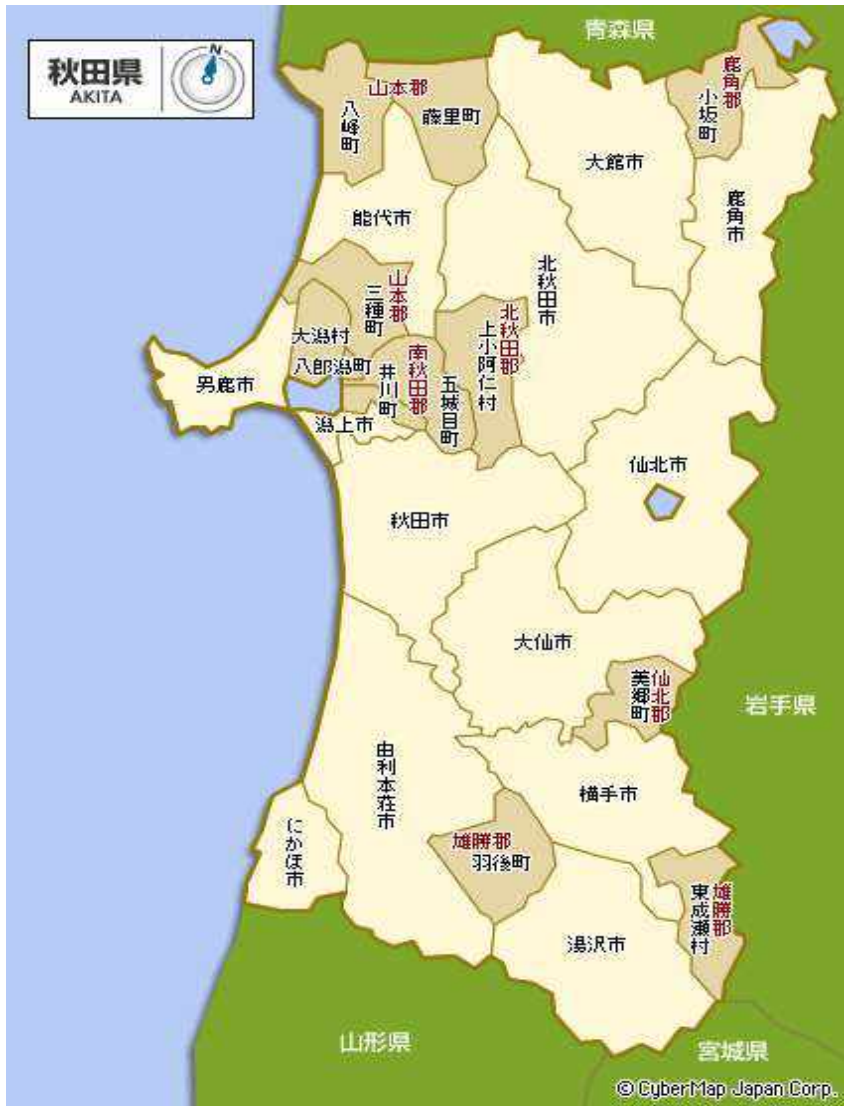 青森県
秋田県
AKITA
N
山本郡
八峰町
藤里町
鹿角郡
小坂町
大館市
鹿角市
能代市
北秋田市
山本郡
三種町
大潟村
八郎潟町
北秋田郡
上小阿仁村
南秋田郡
井川町
五城目町
男鹿市
潟上市
仙北市
秋田市
大仙市
仙北郡
美郷町
岩手県
由利本荘市
横手市
にかほ市
雄勝郡
羽後町
雄勝郡
東成瀬村
湯沢市
山形県
宮城県
© CyberMap Japan Corp.